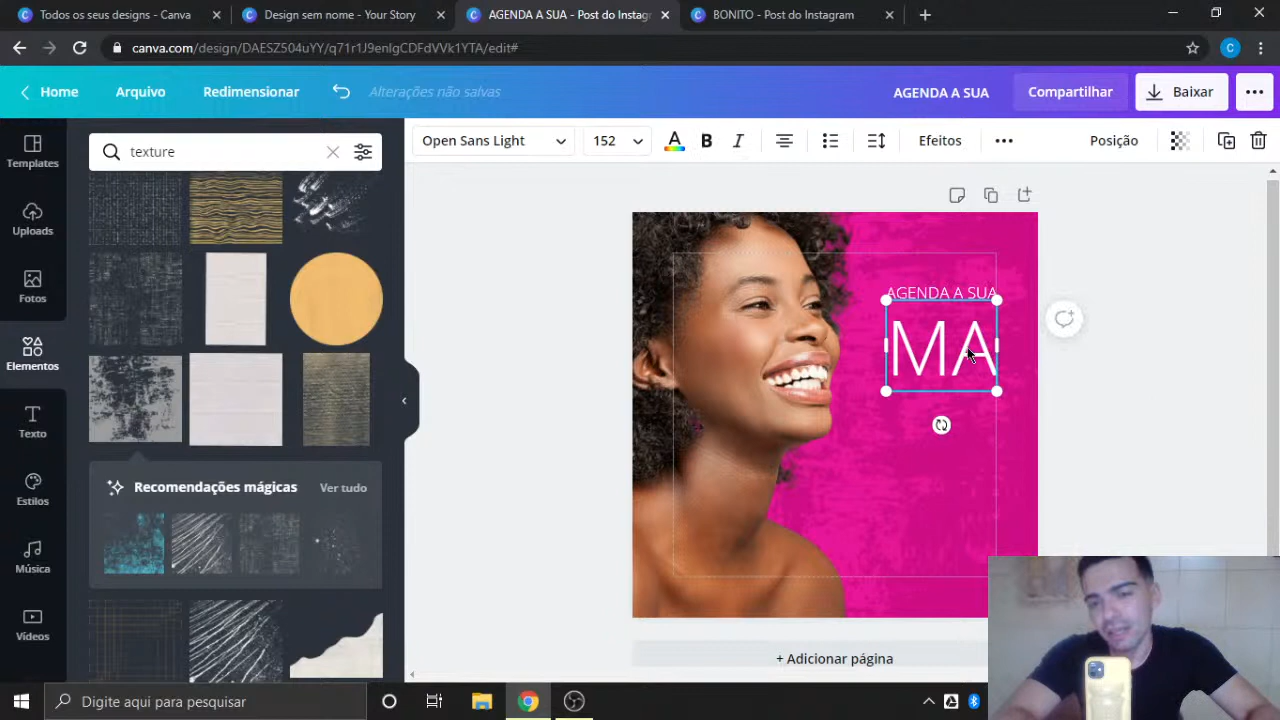 Todos os seus designs - Canva
Design sem nome - Your Story
AGENDA A SUA - Post do Instagr
BONITO - Post do Instagram
canva.com/design/DAESZ504uYY/q71r1J9enIgCDFdVVk1YTA/edit#
C
Home
Arquivo
Redimensionar
Alterações não salvas
AGENDA A SUA
Compartilhar
Baixar
Templates
Uploads
Fotos
Elementos
Texto
Estilos
Música
Vídeos
texture
Recomendações mágicas
Ver tudo
Open Sans Light
152
A
B
I
Efeitos
Posição
AGENDA A SUA
MA
+ Adicionar página
Digite aqui para pesquisar